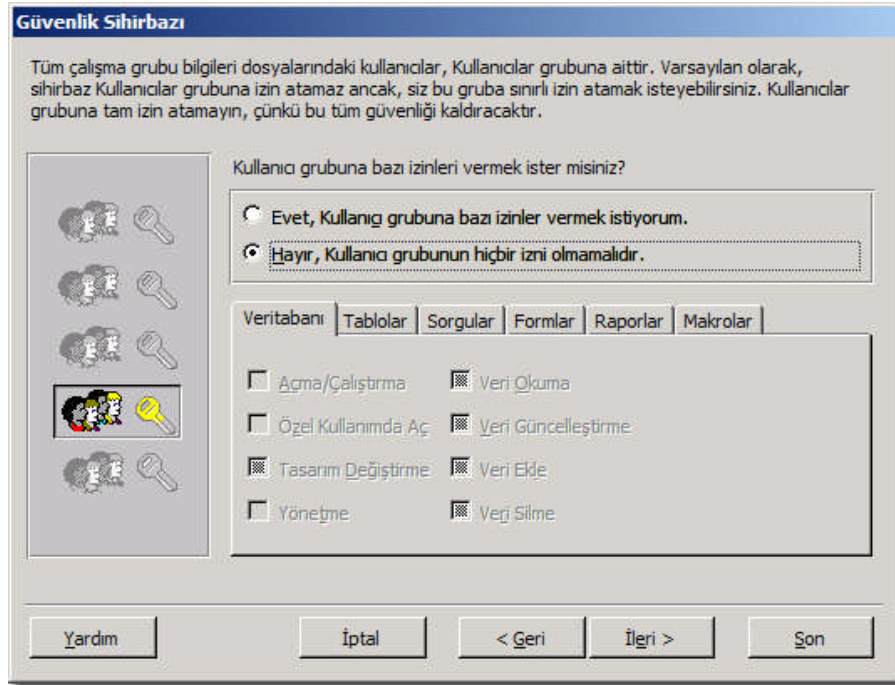 Güvenlik Sihirbazı
Tüm çalışma grubu bilgileri dosyalarındaki kullanıcılar, Kullanıcılar grubuna aittir. Varsayılan olarak,
sihirbaz Kullanıcılar grubuna izin atamaz ancak, siz bu gruba sınırlı izin atamak isteyebilirsiniz. Kullanıcılar
grubuna tam izin atamayın, çünkü bu tüm güvenliği kaldıracaktır.
Kullanıcı grubuna bazı izinleri vermek ister misiniz?
Evet, Kullanıcı grubuna bazı izinler vermek istiyorum.
Hayır, Kullanıcı grubunun hiçbir izni olmamalıdır.
Veritabanı Tablolar Sorgular Formlar Raporlar Makrolar
Açma/Çalıştırma Veri Okuma
Özel Kullanımda Aç Veri Güncelleştirme
Tasarım Değiştirme Veri Ekle
Yönetme Veri Silme
Yardım İptal < Geri İleri > Son